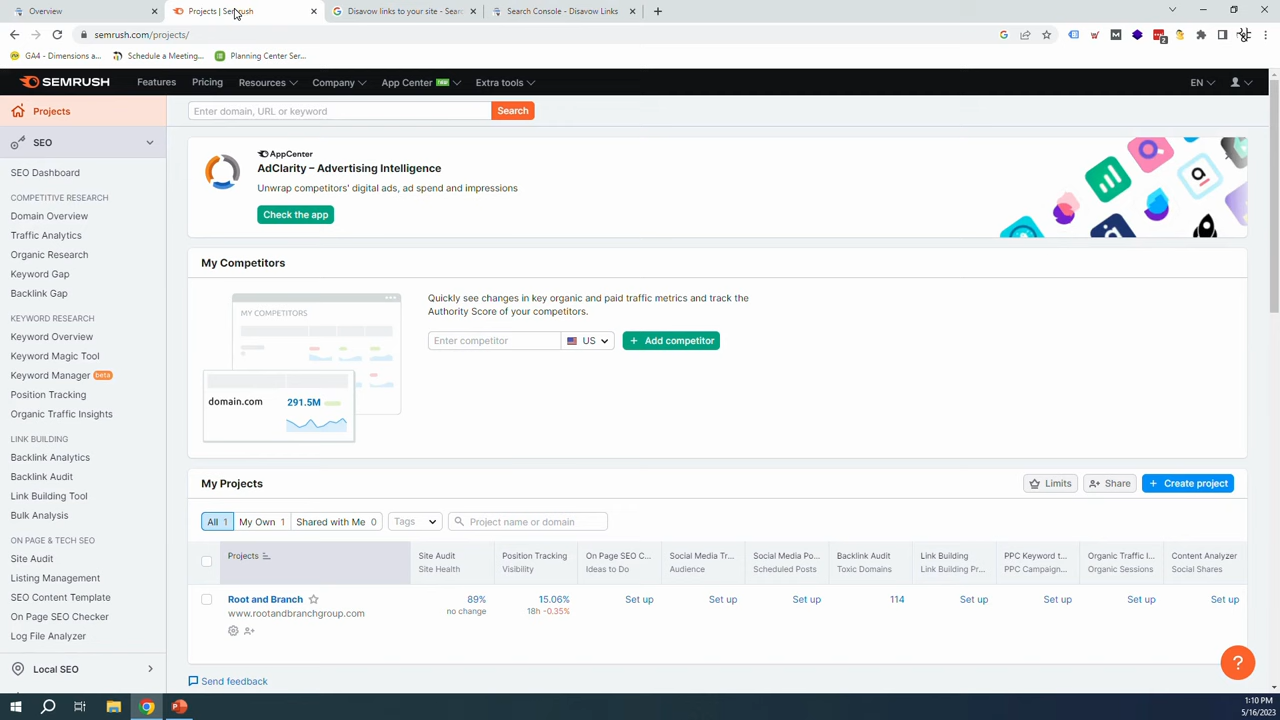 Overview
Projects | Semrush
Disavow links to your site - Sear
Search Console - Disavow Links
semrush.com/projects/
GA4 - Dimensions a...
Schedule a Meeting...
Planning Center Ser...
SEMRUSH
Features
Pricing
Resources
Company
App Center new
Extra tools
EN
Projects
Enter domain, URL or keyword
Search
SEO
SEO Dashboard
COMPETITIVE RESEARCH
Domain Overview
Traffic Analytics
Organic Research
Keyword Gap
Backlink Gap
KEYWORD RESEARCH
Keyword Overview
Keyword Magic Tool
Keyword Manager beta
Position Tracking
Organic Traffic Insights
LINK BUILDING
Backlink Analytics
Backlink Audit
Link Building Tool
Bulk Analysis
ON PAGE & TECH SEO
Site Audit
Listing Management
SEO Content Template
On Page SEO Checker
Log File Analyzer
Local SEO
AppCenter
AdClarity – Advertising Intelligence
Unwrap competitors' digital ads, ad spend and impressions
Check the app
My Competitors
MY COMPETITORS
domain.com 291.5M
Quickly see changes in key organic and paid traffic metrics and track the
Authority Score of your competitors.
Enter competitor
US
+ Add competitor
My Projects
Limits
Share
+ Create project
All 1
My Own 1
Shared with Me 0
Tags
Project name or domain
Projects
Site Audit
Site Health
Position Tracking
Visibility
On Page SEO C...
Ideas to Do
Social Media Tr...
Audience
Social Media Po...
Scheduled Posts
Backlink Audit
Toxic Domains
Link Building
Link Building Pr...
PPC Keyword t...
PPC Campaign...
Organic Traffic I...
Organic Sessions
Content Analyzer
Social Shares
Root and Branch
www.rootandbranchgroup.com
89%
no change
15.06%
18h -0.35%
Set up
Set up
Set up
114
Set up
Set up
Set up
Set up
Send feedback
?
1:10 PM
5/16/2023